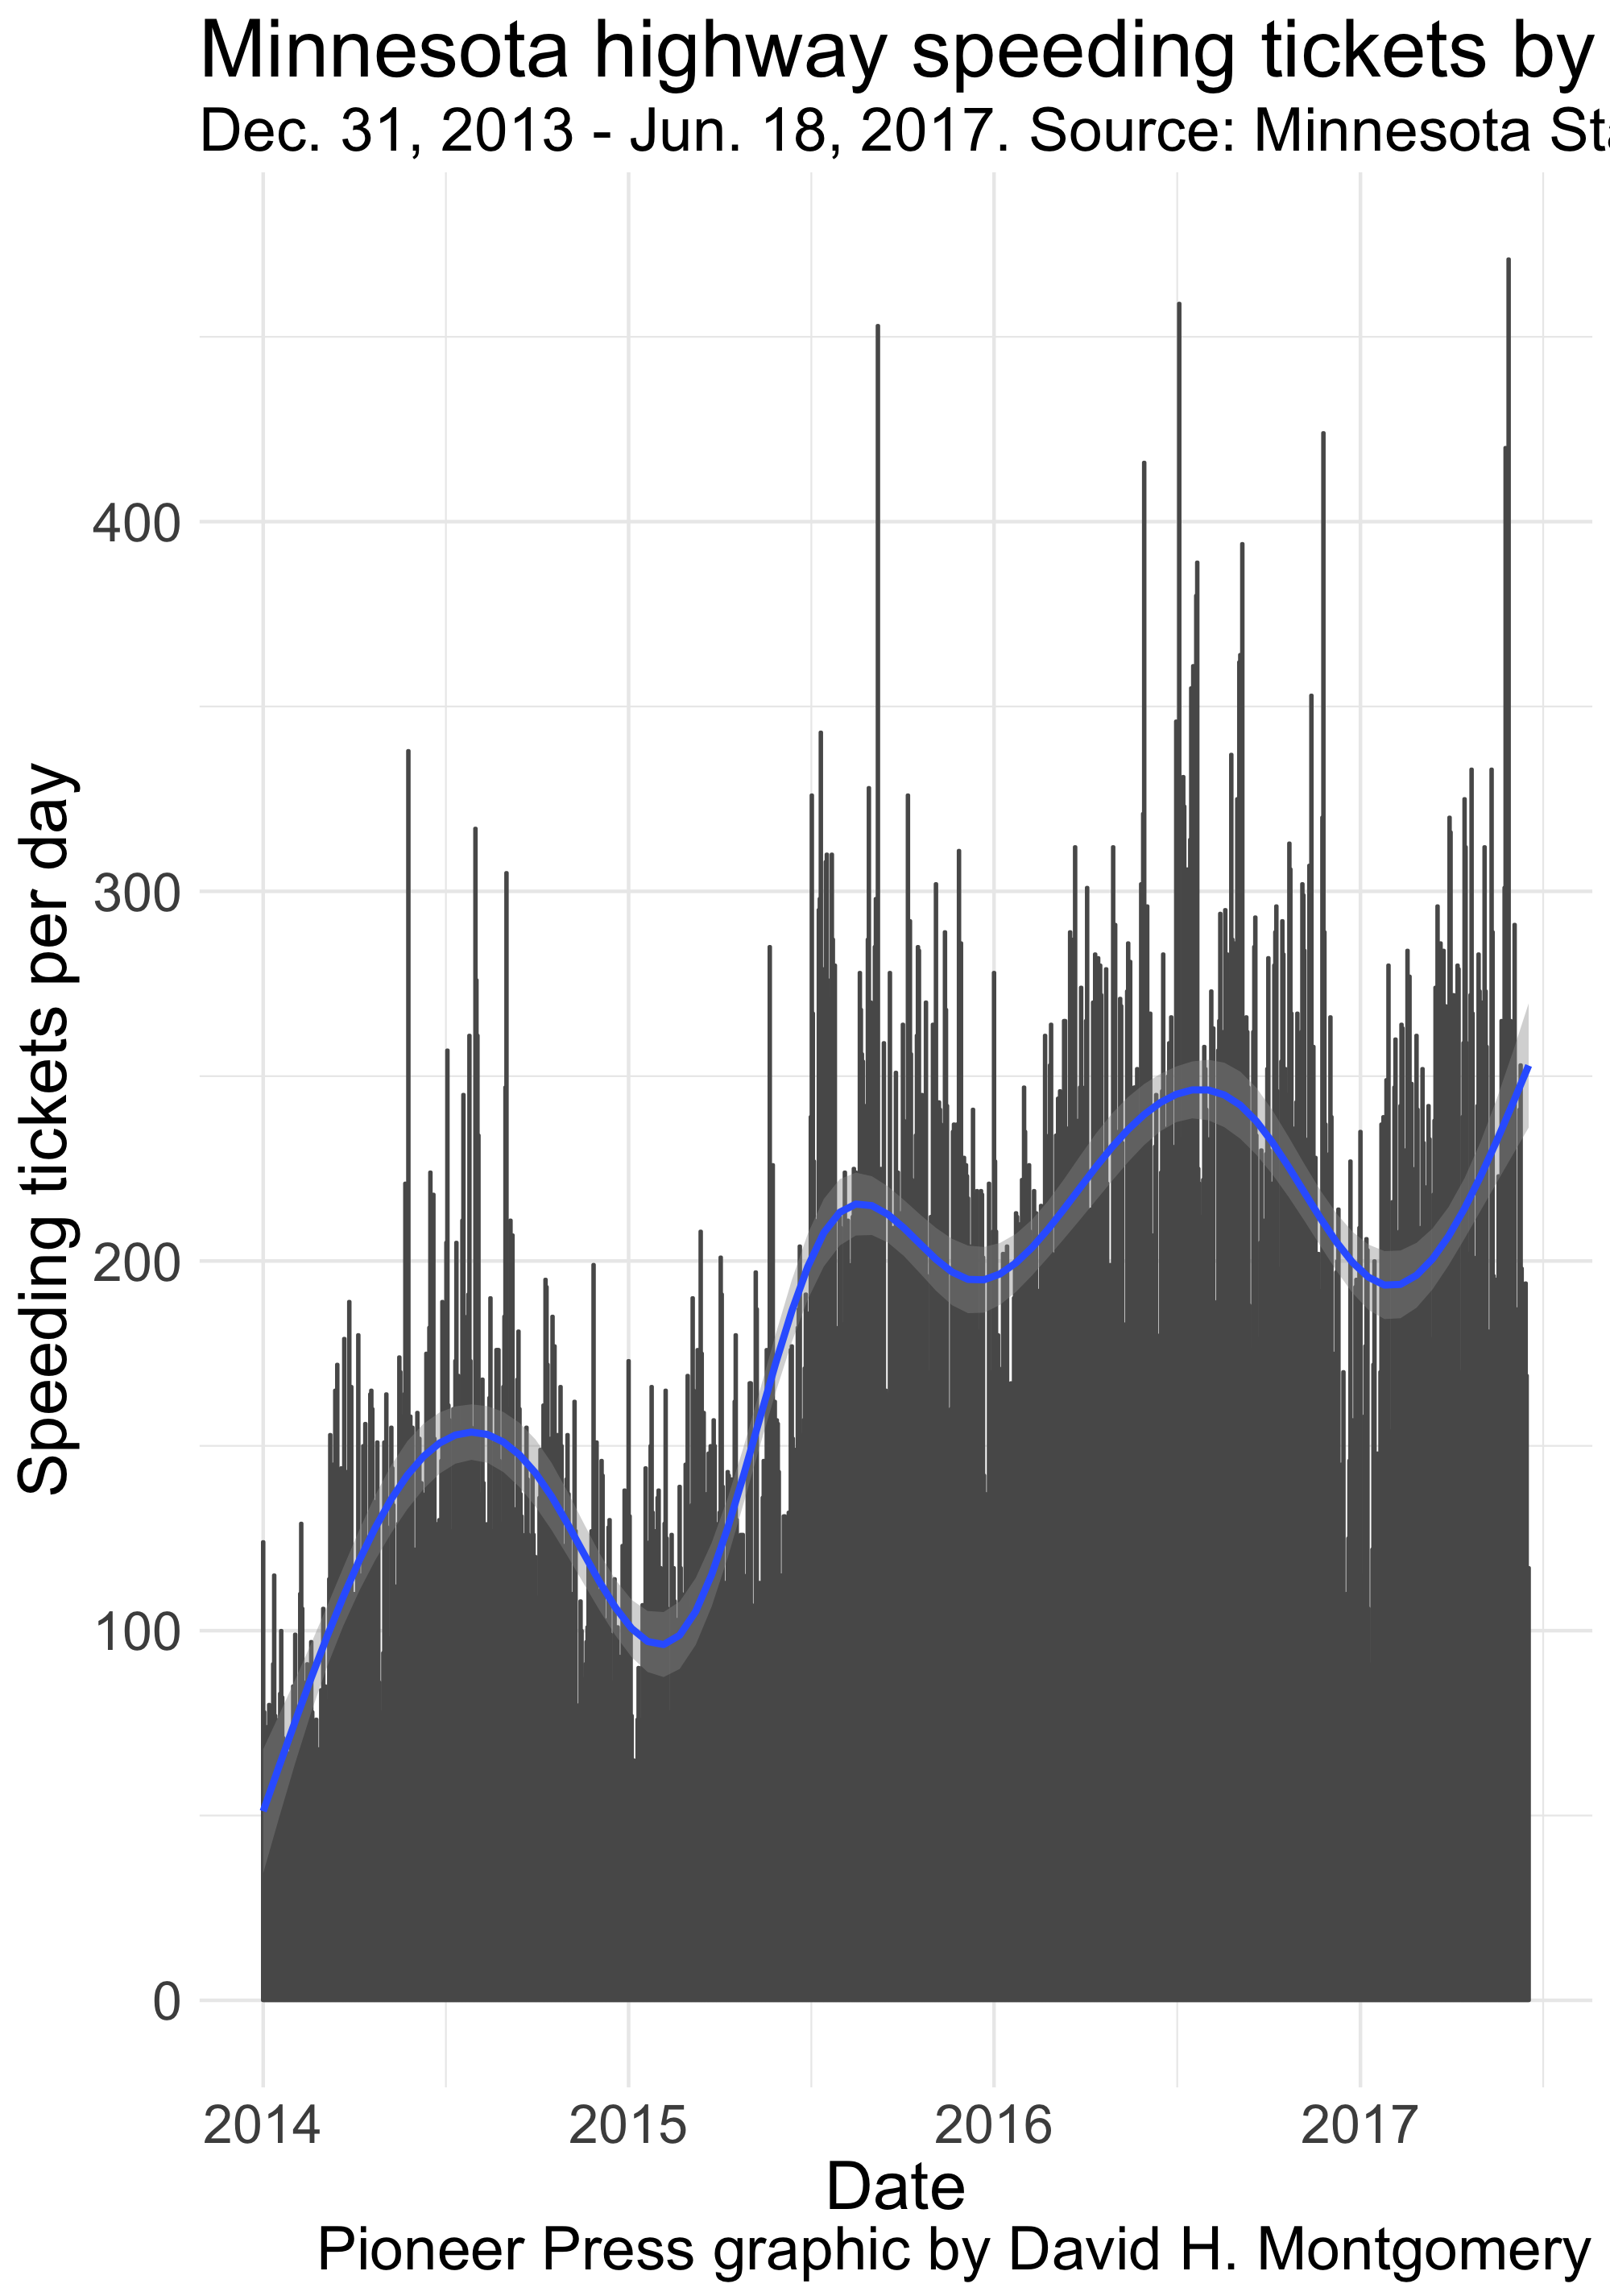 Minnesota highway speeding tickets by
Dec. 31, 2013 - Jun. 18, 2017. Source: Minnesota
Speeding tickets per day
400
300
200
100
0
2014 2015 2016 2017
Date
Pioneer Press graphic by David H. Montgomery